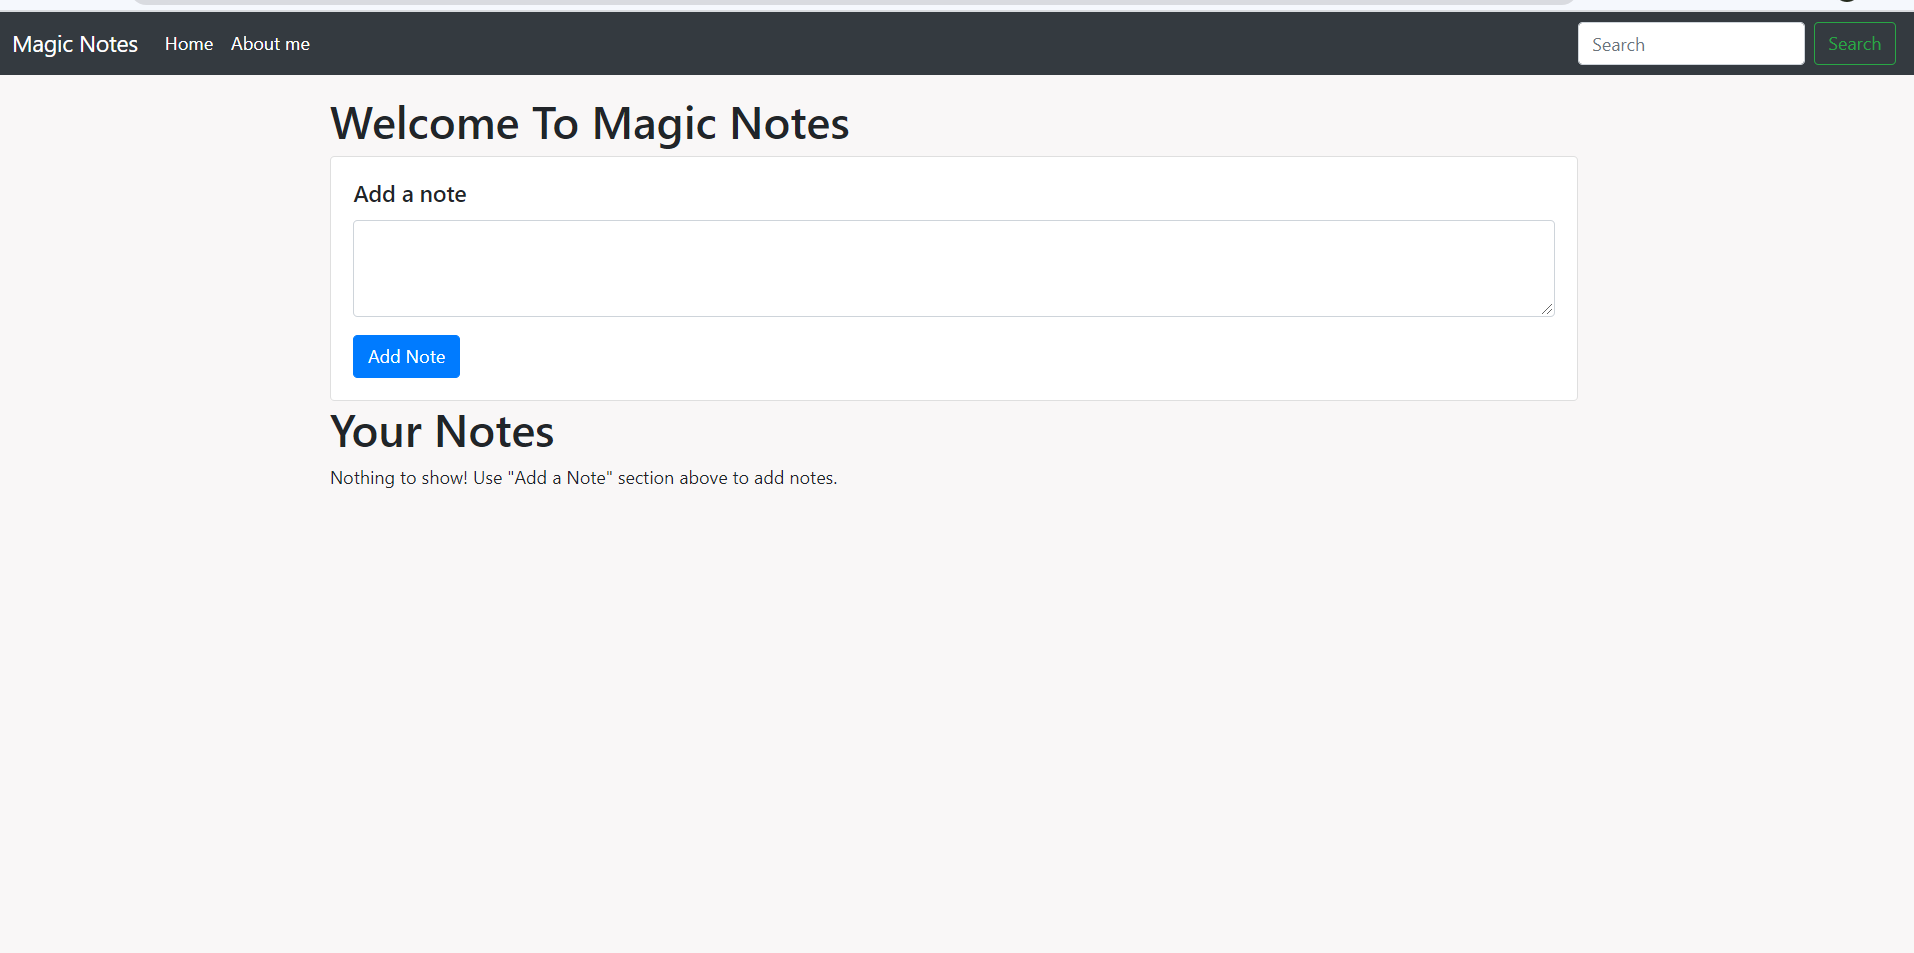 Magic Notes Home About me Search Search
Welcome To Magic Notes
Add a note
Add Note
Your Notes
Nothing to show! Use "Add a Note" section above to add notes.